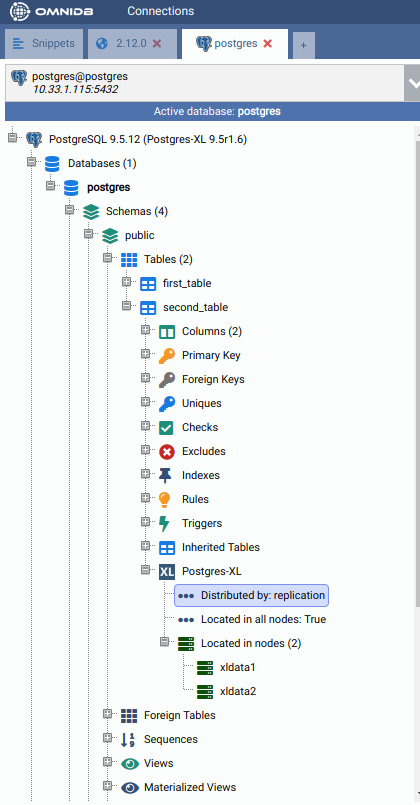 OMNIDB Connections
Snippets 2.12.0 postgres +
postgres@postgres
10.33.1.115:5432
Active database: postgres
PostgreSQL 9.5.12 (Postgres-XL 9.5r1.6)
Databases (1)
postgres
Schemas (4)
public
Tables (2)
first_table
second_table
Columns (2)
Primary Key
Foreign Keys
Uniques
Checks
Excludes
Indexes
Rules
Triggers
Inherited Tables
XL Postgres-XL
Distributed by: replication
Located in all nodes: True
Located in nodes (2)
xldata1
xldata2
Foreign Tables
Sequences
Views
Materialized Views